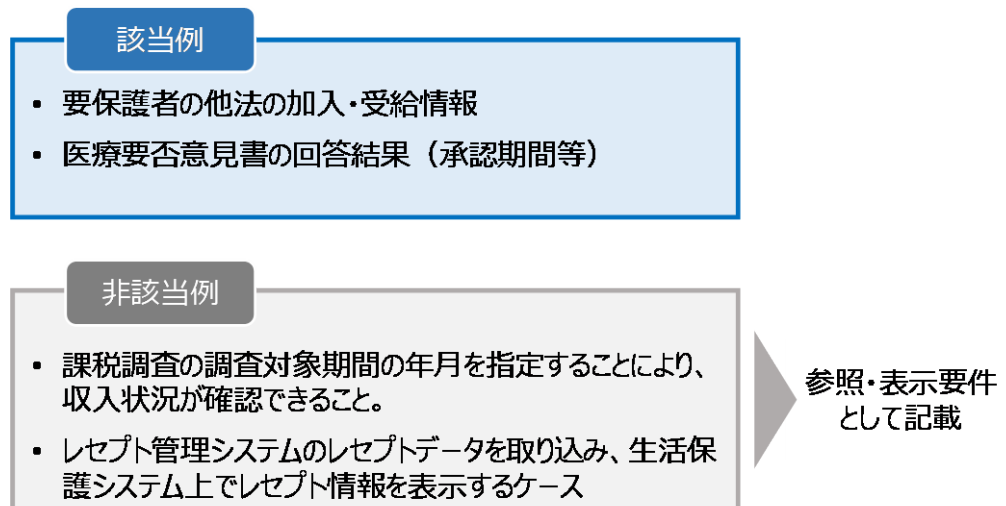 該当例
• 要保護者の他法の加入・受給情報
• 医療要否意見書の回答結果（承認期間等）
非該当例
• 課税調査の調査対象期間の年月を指定することにより、
収入状況が確認できること。
• レセプト管理システムのレセプトデータを取り込み、生活保
護システム上でレセプト情報を表示するケース
参照・表示要件
として記載